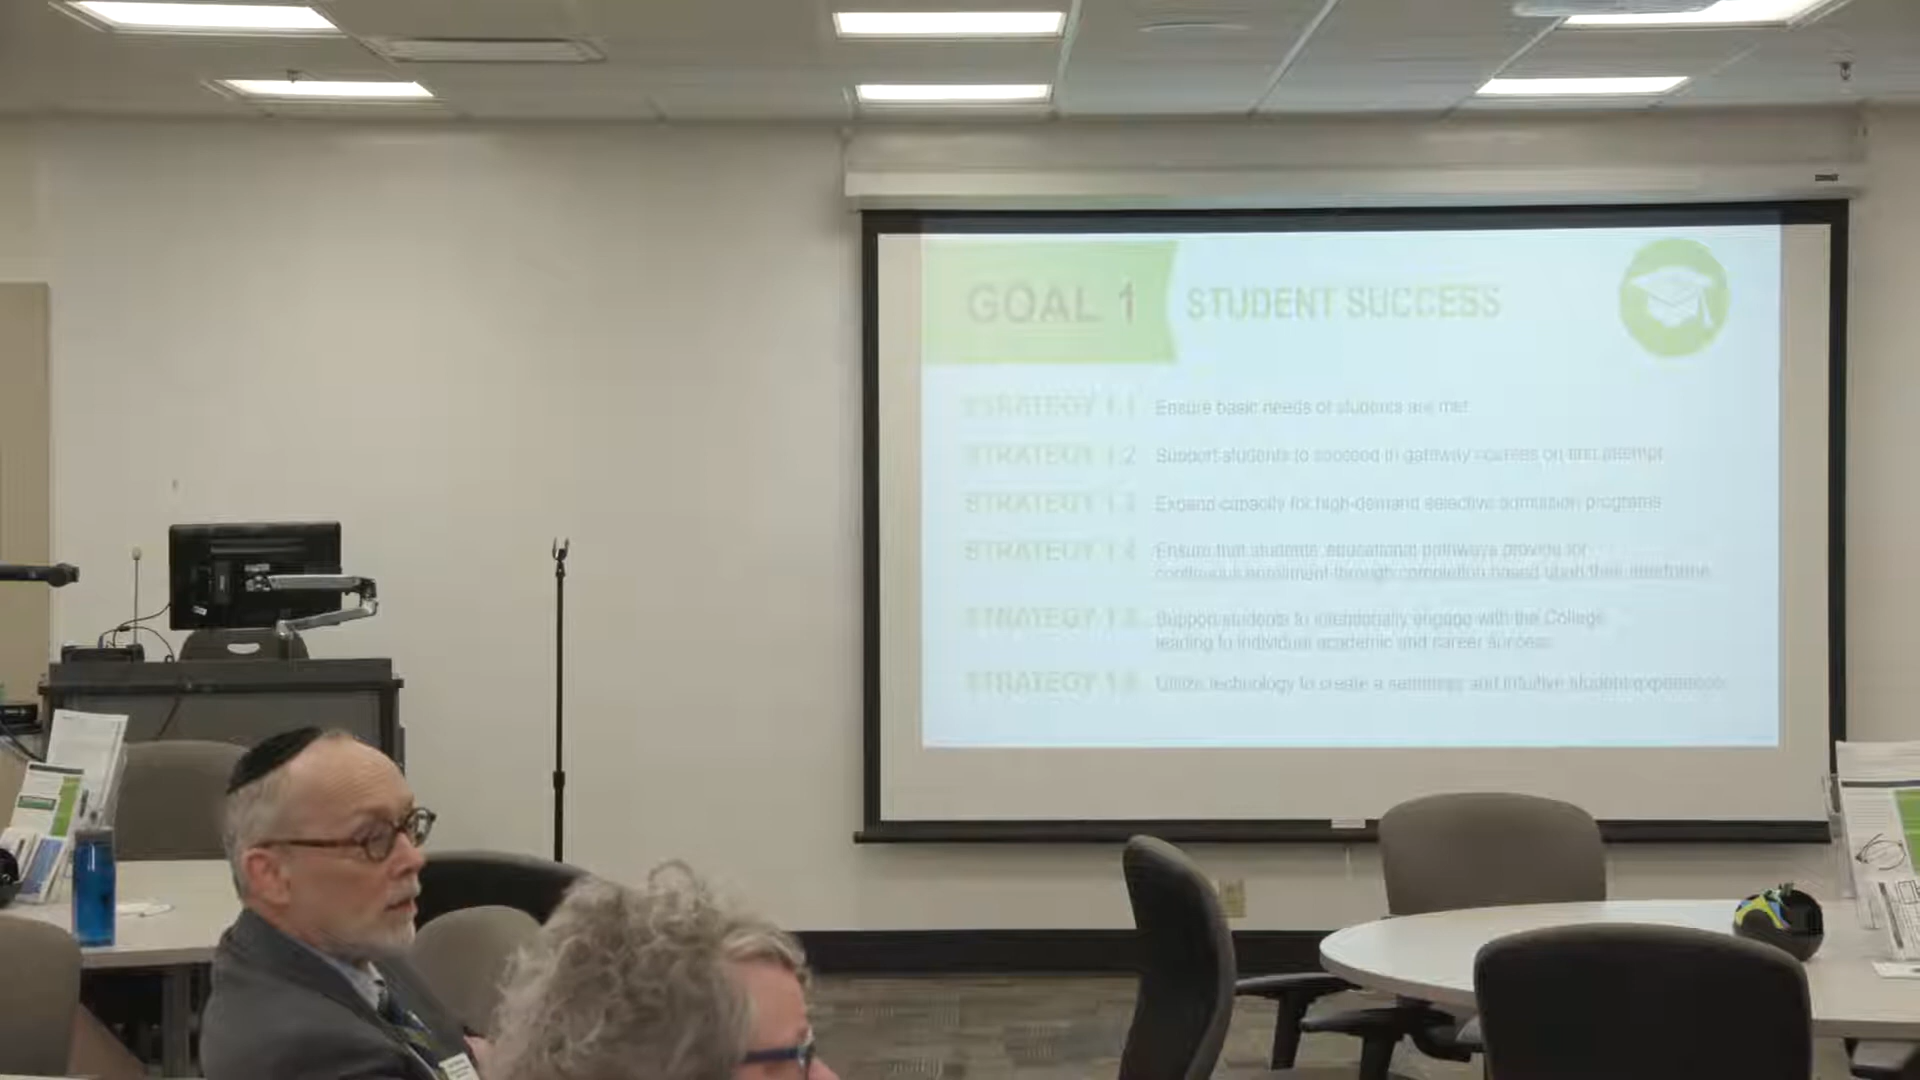 GOAL 1 STUDENT SUCCESS
STRATEGY 1.1 Ensure basic needs of students are met
STRATEGY 1.2 Support students to succeed in gateway courses on first attempt
STRATEGY 1.3 Expand capacity for high-demand selective admission programs
STRATEGY 1.4 Ensure that students' educational pathways provide for
continuous enrollment through completion based upon their
STRATEGY 1.5 Support students to intentionally engage with the College
leading to individual academic and career success
STRATEGY 1.6 Utilize technology to create a seamless and intuitive student experience